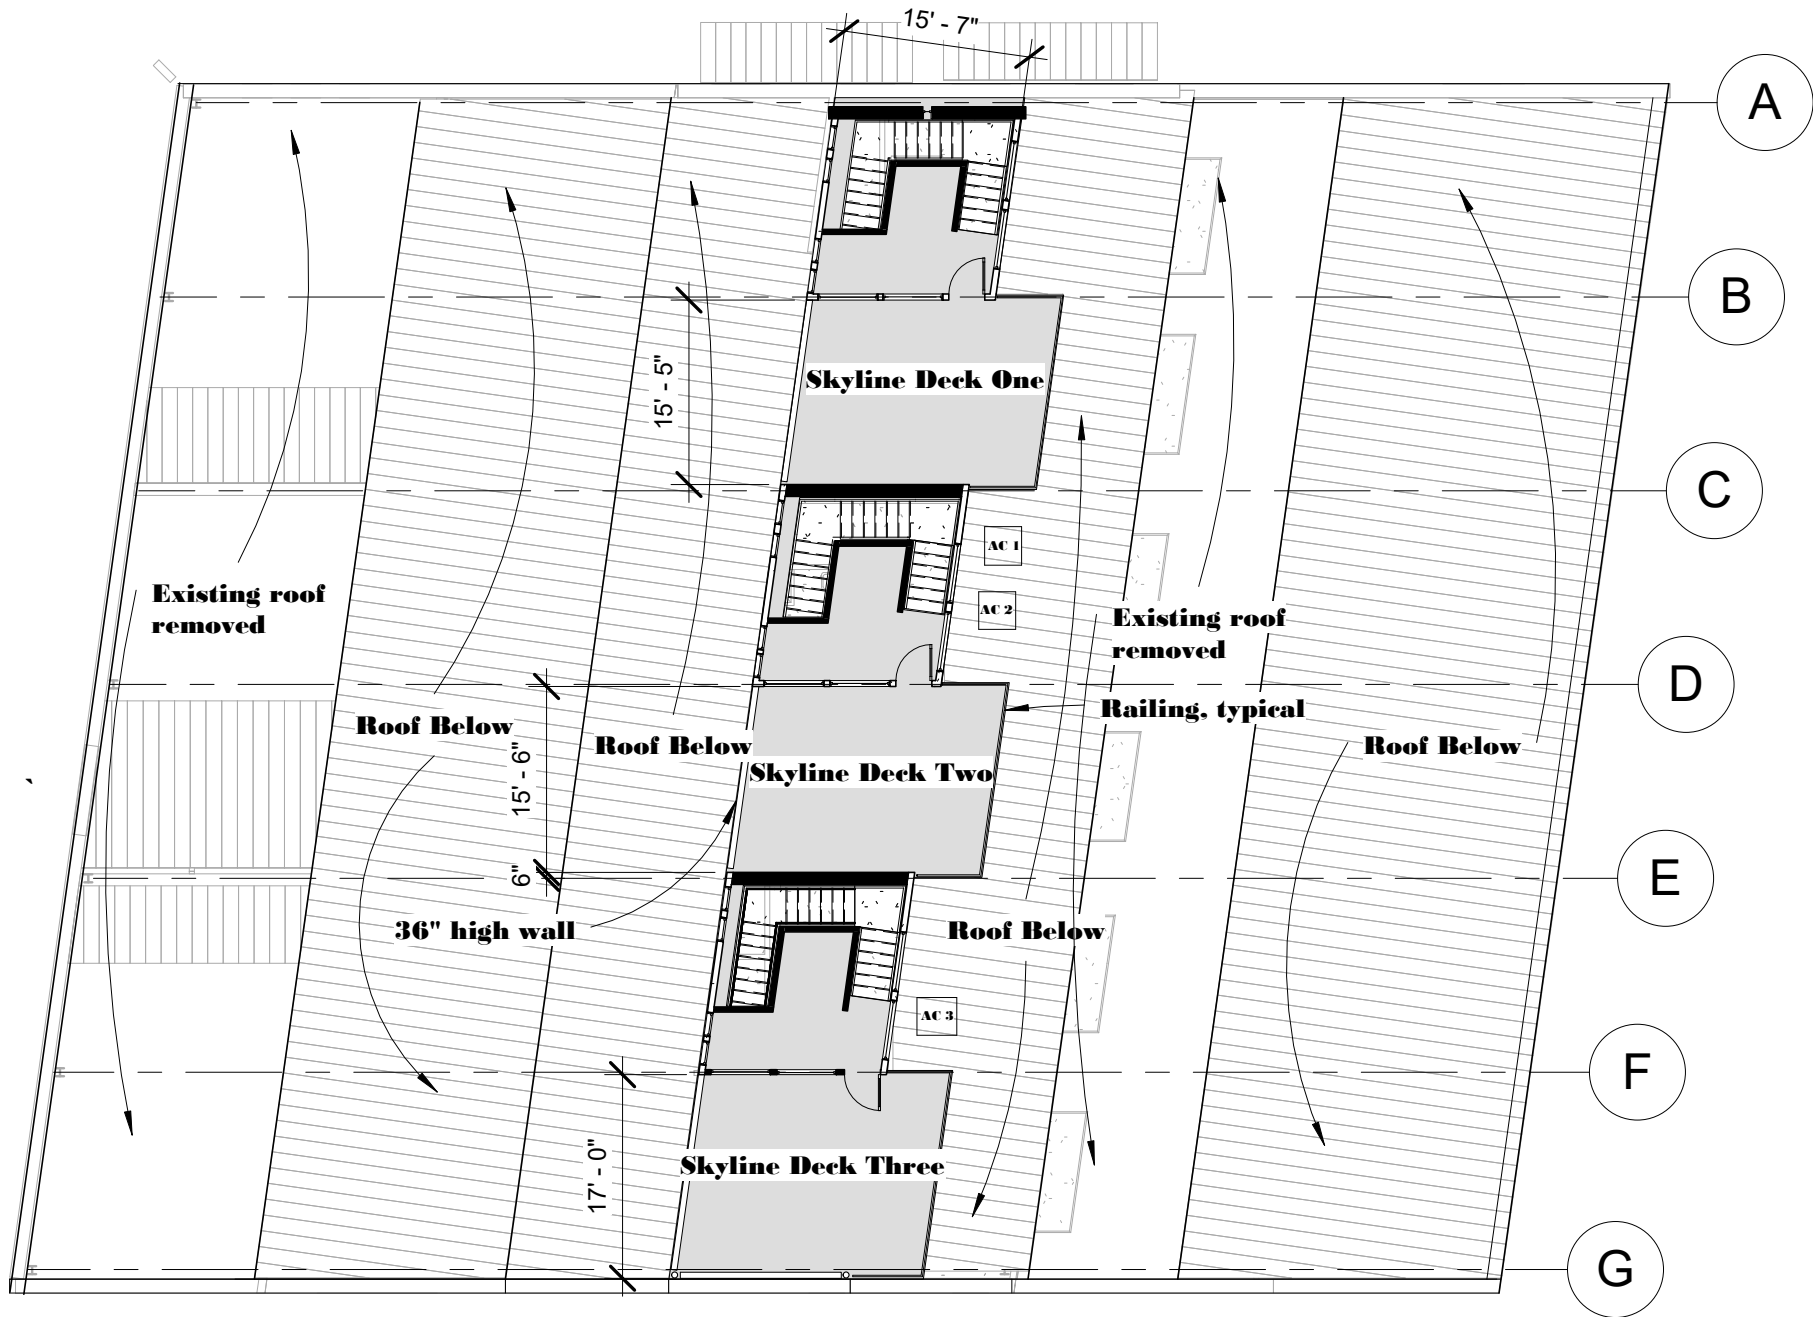 15' - 7"
A
B
15' - 5"
Skyline Deck One
C
AC 1
Existing roof
removed
AC 2
Existing roof
removed
D
Railing, typical
Roof Below
Roof Below
Roof Below
15' - 6"
Skyline Deck Two
6"
E
36" high wall
Roof Below
AC 3
F
17' - 0"
Skyline Deck Three
G